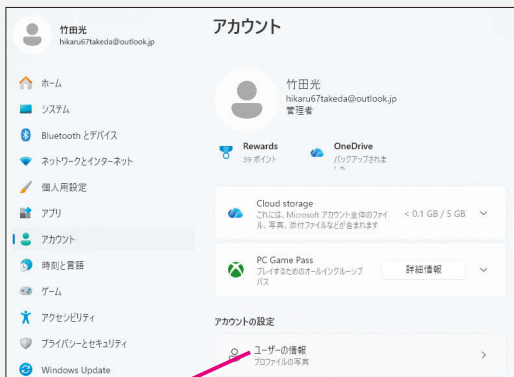 竹田光
hikaru67takeda@outlook.jp
ホーム
システム
Bluetooth とデバイス
ネットワークとインターネット
個人用設定
アプリ
アカウント
時刻と言語
ゲーム
アクセシビリティ
プライバシーとセキュリティ
Windows Update
アカウント
竹田光
hikaru67takeda@outlook.jp
管理者
Rewards
39 ポイント
OneDrive
バックアップされま
Cloud storage
これには、Microsoft アカウント全体のファイ
ル、写真、添付ファイルなどが含まれます
< 0.1 GB / 5 GB
PC Game Pass
プレイするためのオールインクルーシブ
パス
詳細情報
アカウントの設定
ユーザーの情報
プロファイルの写真